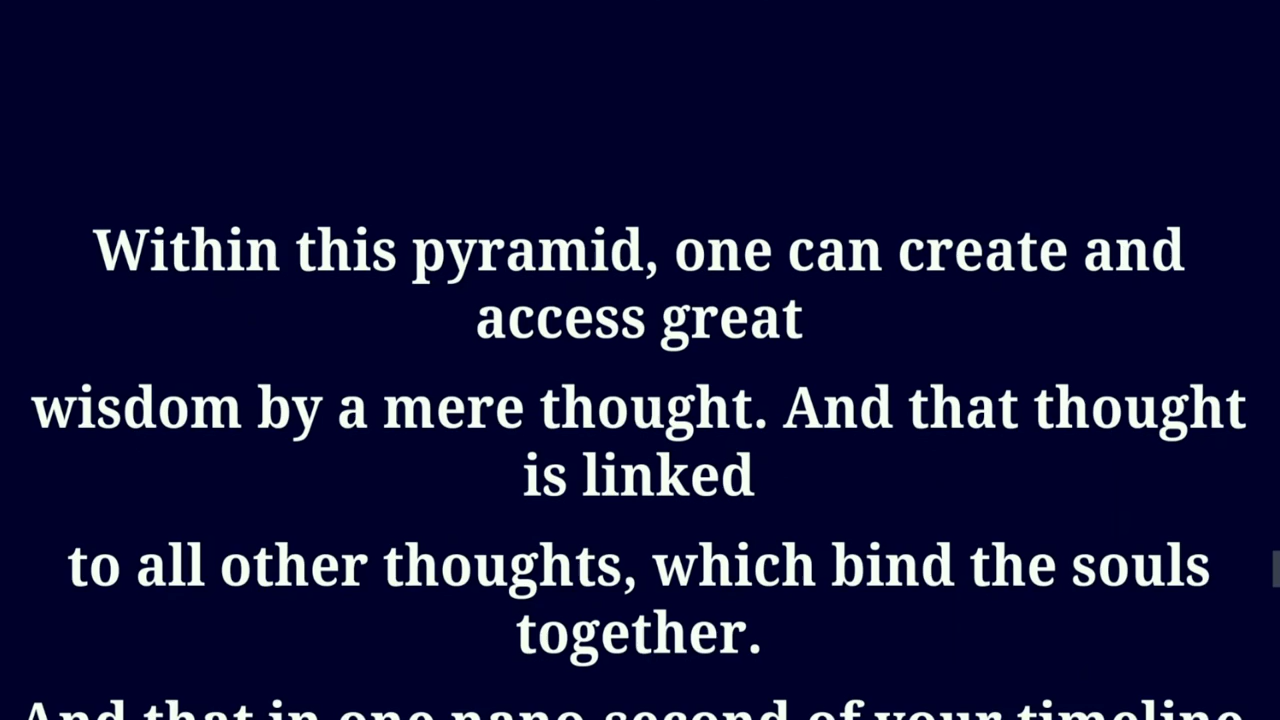 Within this pyramid, one can create and
access great
wisdom by a mere thought. And that thought
is linked
to all other thoughts, which bind the souls
together.
And that in one nano second of your timeline